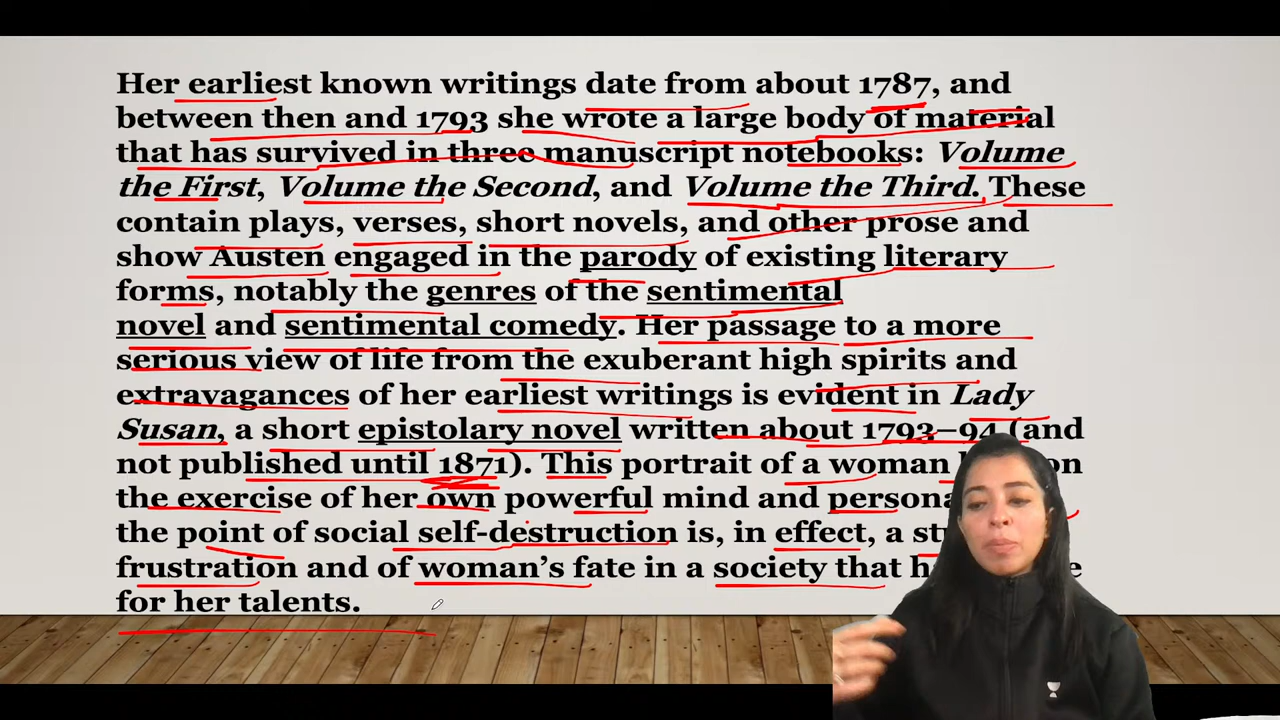 Her earliest known writings date from about 1787, and
between then and 1793 she wrote a large body of material
that has survived in three manuscript notebooks: Volume
the First, Volume the Second, and Volume the Third. These
contain plays, verses, short novels, and other prose and
show Austen engaged in the parody of existing literary
forms, notably the genres of the sentimental
novel and sentimental comedy. Her passage to a more
serious view of life from the exuberant high spirits and
extravagances of her earliest writings is evident in Lady
Susan, a short epistolary novel written about 1793–94 (and
not published until 1871). This portrait of a woman
the exercise of her own powerful mind and
the point of social self-destruction is, in effect, a
frustration and of woman’s fate in a society that
for her talents.